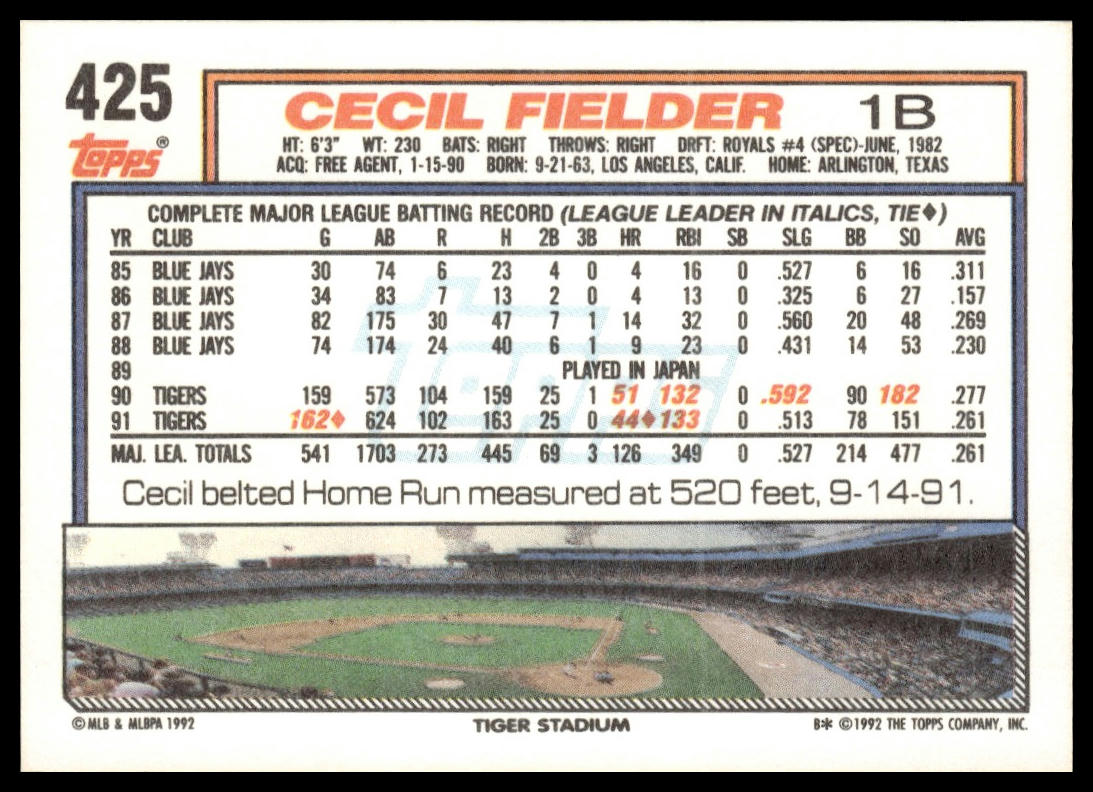 425
topps®
CECIL FIELDER 1B
HT: 6'3" WT: 230 BATS: RIGHT THROWS: RIGHT DRFT: ROYALS #4 (SPEC)-JUNE, 1982
ACQ: FREE AGENT, 1-15-90 BORN: 9-21-63, LOS ANGELES, CALIF. HOME: ARLINGTON, TEXAS
COMPLETE MAJOR LEAGUE BATTING RECORD (LEAGUE LEADER IN ITALICS, TIE♦)
YR CLUB G AB R H 2B 3B HR RBI SB SLG BB SO AVG
85 BLUE JAYS 30 74 6 23 4 0 4 16 0 .527 6 16 .311
86 BLUE JAYS 34 83 7 13 2 0 4 13 0 .325 6 27 .157
87 BLUE JAYS 82 175 30 47 7 1 14 32 0 .560 20 48 .269
88 BLUE JAYS 74 174 24 40 6 1 9 23 0 .431 14 53 .230
89 PLAYED IN JAPAN
90 TIGERS 159 573 104 159 25 1 51 132 0 .592 90 182 .277
91 TIGERS 162♦ 624 102 163 25 0 44♦ 133 0 .513 78 151 .261
MAJ. LEA. TOTALS 541 1703 273 445 69 3 126 349 0 .527 214 477 .261
topps
Cecil belted Home Run measured at 520 feet, 9-14-91.
©MLB & MLBPA 1992 TIGER STADIUM B* ©1992 THE TOPPS COMPANY, INC.